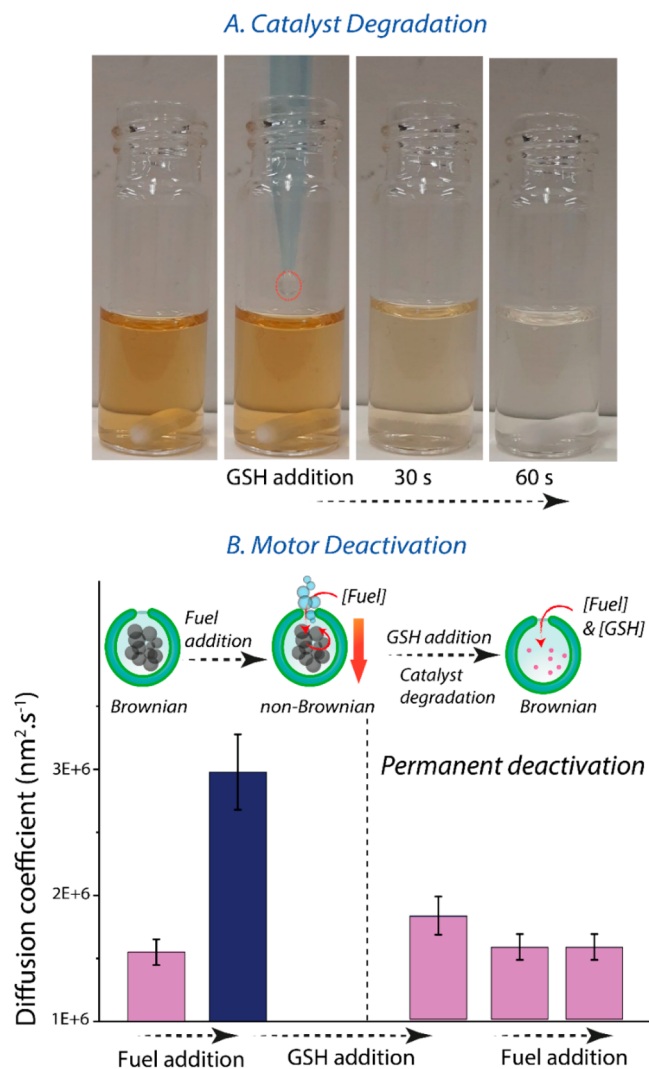 A. Catalyst Degradation
GSH addition
30 s
60 s
B. Motor Deactivation
Fuel
addition
[Fuel]
GSH addition
Catalyst
degradation
[Fuel]
& [GSH]
Brownian
non-Brownian
Brownian
Permanent deactivation
Diffusion coefficient (nm².s⁻¹)
3E+6
2E+6
1E+6
Fuel addition
GSH addition
Fuel addition